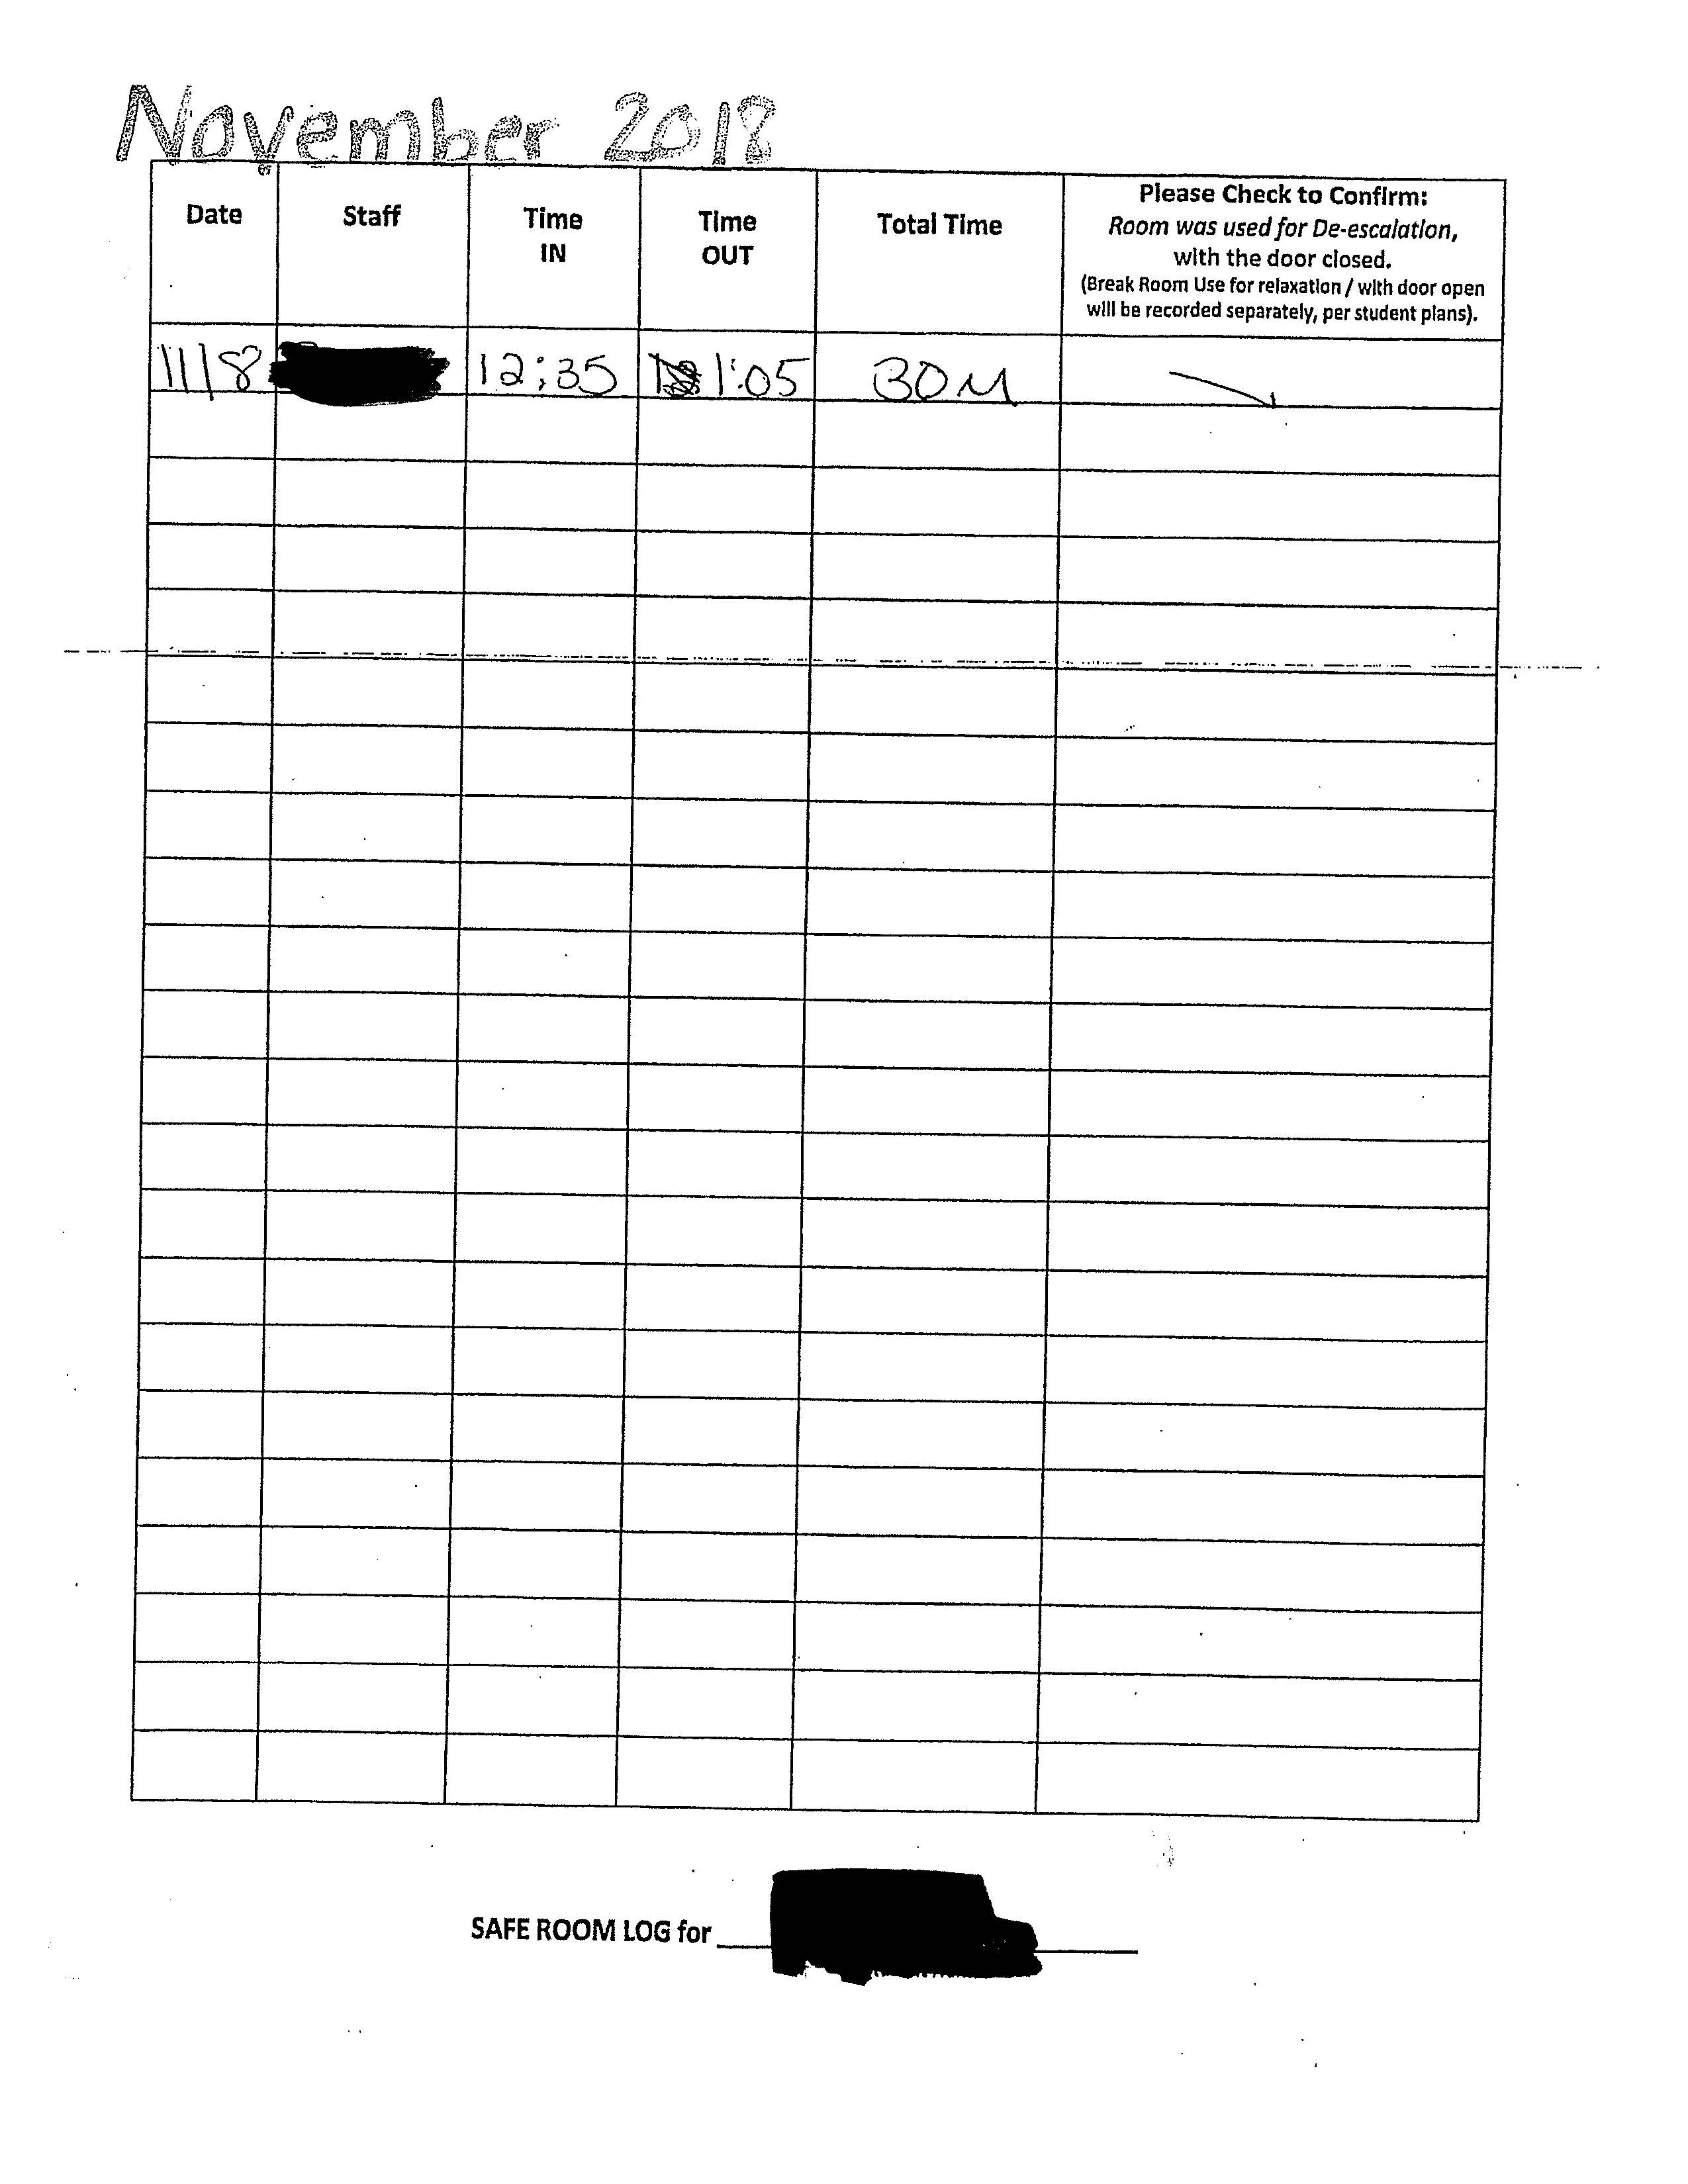 November 2018
Date Staff Time IN Time OUT Total Time Please Check to Confirm:
Room was used for De-escalation,
with the door closed.
(Break Room Use for relaxation / with door open
will be recorded separately, per student plans).
11/8 12:35 1:05 30M
SAFE ROOM LOG for